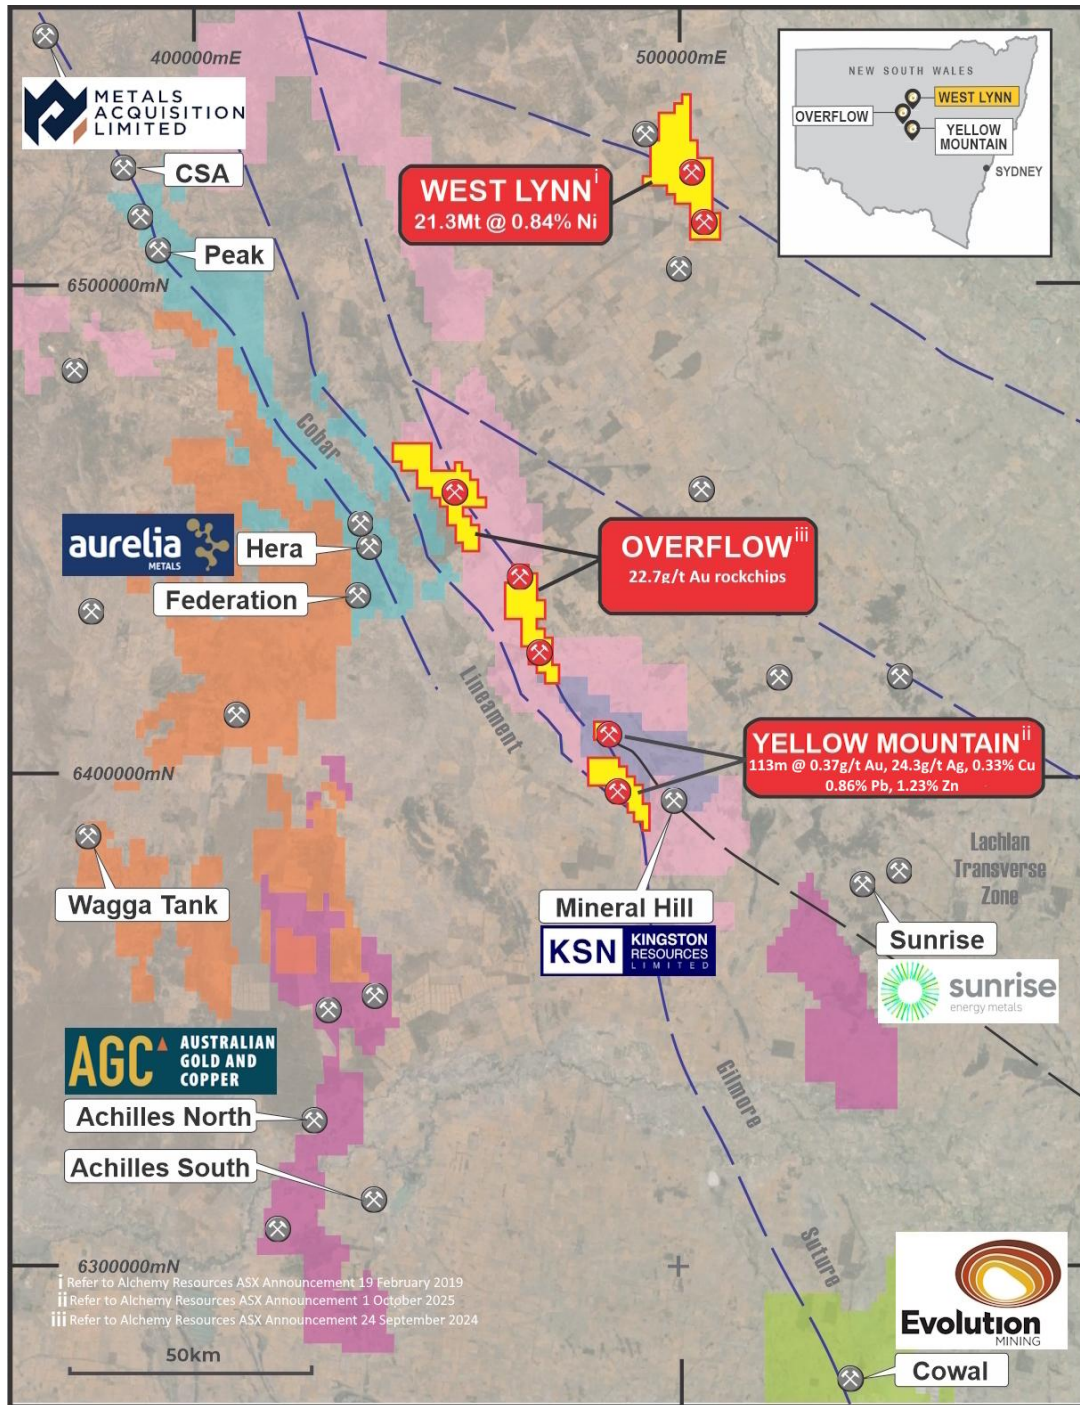 400000mE
500000mE
METALS
ACQUISITION
LIMITED
NEW SOUTH WALES
WEST LYNN
OVERFLOW
YELLOW
MOUNTAIN
SYDNEY
CSA
WEST LYNN i
21.3Mt @ 0.84% Ni
Peak
6500000mN
Cobar
aurelia
METALS
Hera
OVERFLOW iii
22.7g/t Au rockchips
Federation
Lineament
YELLOW MOUNTAIN ii
113m @ 0.37g/t Au, 24.3g/t Ag, 0.33% Cu
0.86% Pb, 1.23% Zn
6400000mN
Lachlan
Transverse
Zone
Wagga Tank
Mineral Hill
KSN
KINGSTON
RESOURCES
LIMITED
Sunrise
sunrise
energy metals
AGC
AUSTRALIAN
GOLD AND
COPPER
Achilles North
Gilmore
Achilles South
Suture
6300000mN
i Refer to Alchemy Resources ASX Announcement 19 February 2019
ii Refer to Alchemy Resources ASX Announcement 1 October 2025
iii Refer to Alchemy Resources ASX Announcement 24 September 2024
Evolution
MINING
50km
Cowal